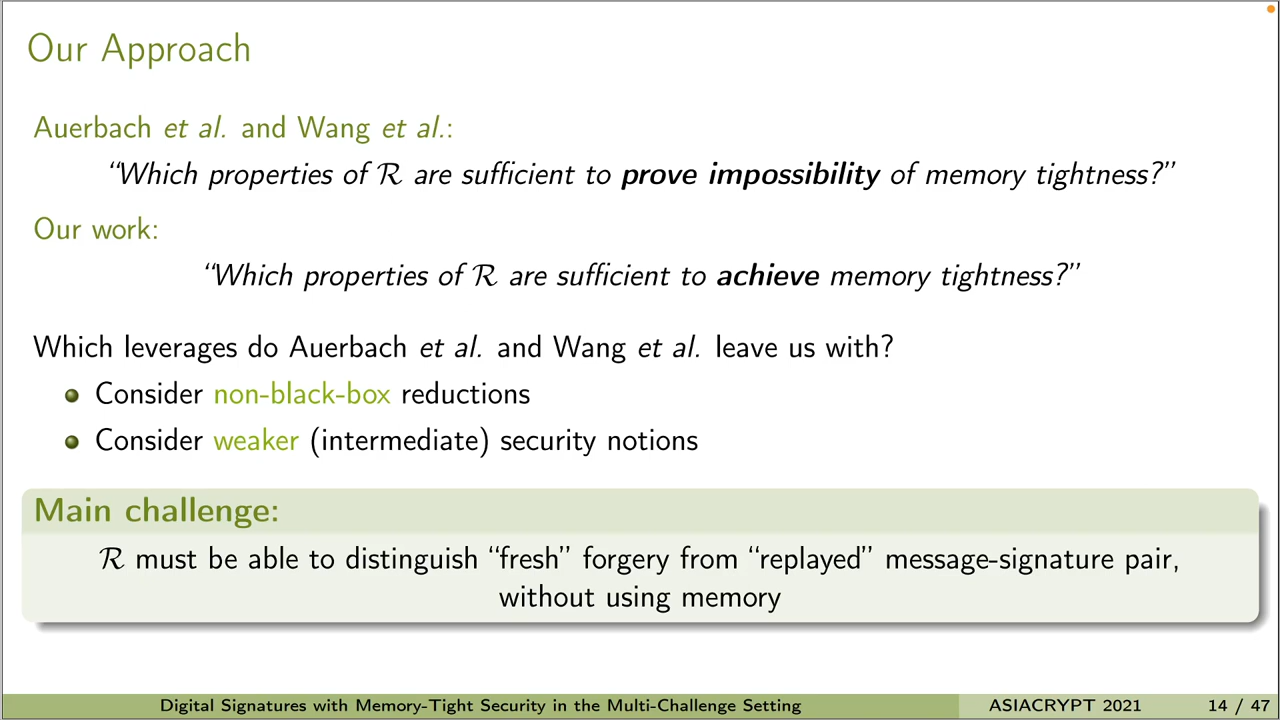 Our Approach
Auerbach et al. and Wang et al.:
“Which properties of R are sufficient to prove impossibility of memory tightness?”
Our work:
“Which properties of R are sufficient to achieve memory tightness?”
Which leverages do Auerbach et al. and Wang et al. leave us with?
Consider non-black-box reductions
Consider weaker (intermediate) security notions
Main challenge:
R must be able to distinguish “fresh” forgery from “replayed” message-signature pair,
without using memory
Digital Signatures with Memory-Tight Security in the Multi-Challenge Setting ASIACRYPT 2021 14 / 47